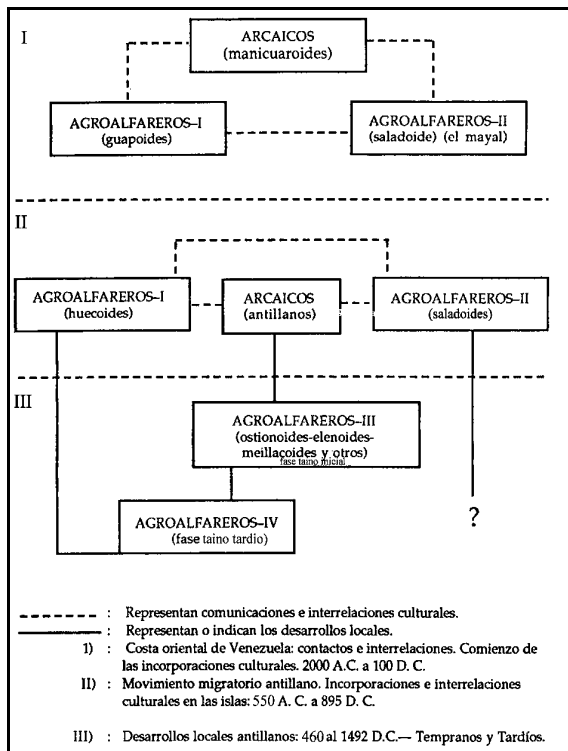 I
ARCAICOS
(manicuaroides)
AGROALFAREROS–I
(guapoides)
AGROALFAREROS–II
(saladoide) (el mayal)
II
AGROALFAREROS–I
(huecoides)
ARCAICOS
(antillanos)
AGROALFAREROS–II
(saladoides)
III
AGROALFAREROS–III
(ostionoides-elenoides-
meillacoides y otros)
fase taino inicial
AGROALFAREROS–IV
(fase taino tardio)
?
: Representan comunicaciones e interrelaciones culturales.
: Representan o indican los desarrollos locales.
I) : Costa oriental de Venezuela: contactos e interrelaciones. Comienzo de
las incorporaciones culturales. 2000 A.C. a 100 D. C.
II) : Movimiento migratorio antillano. Incorporaciones e interrelaciones
culturales en las islas: 550 A. C. a 895 D. C.
III) : Desarrollos locales antillanos: 460 al 1492 D.C.— Tempranos y Tardíos.